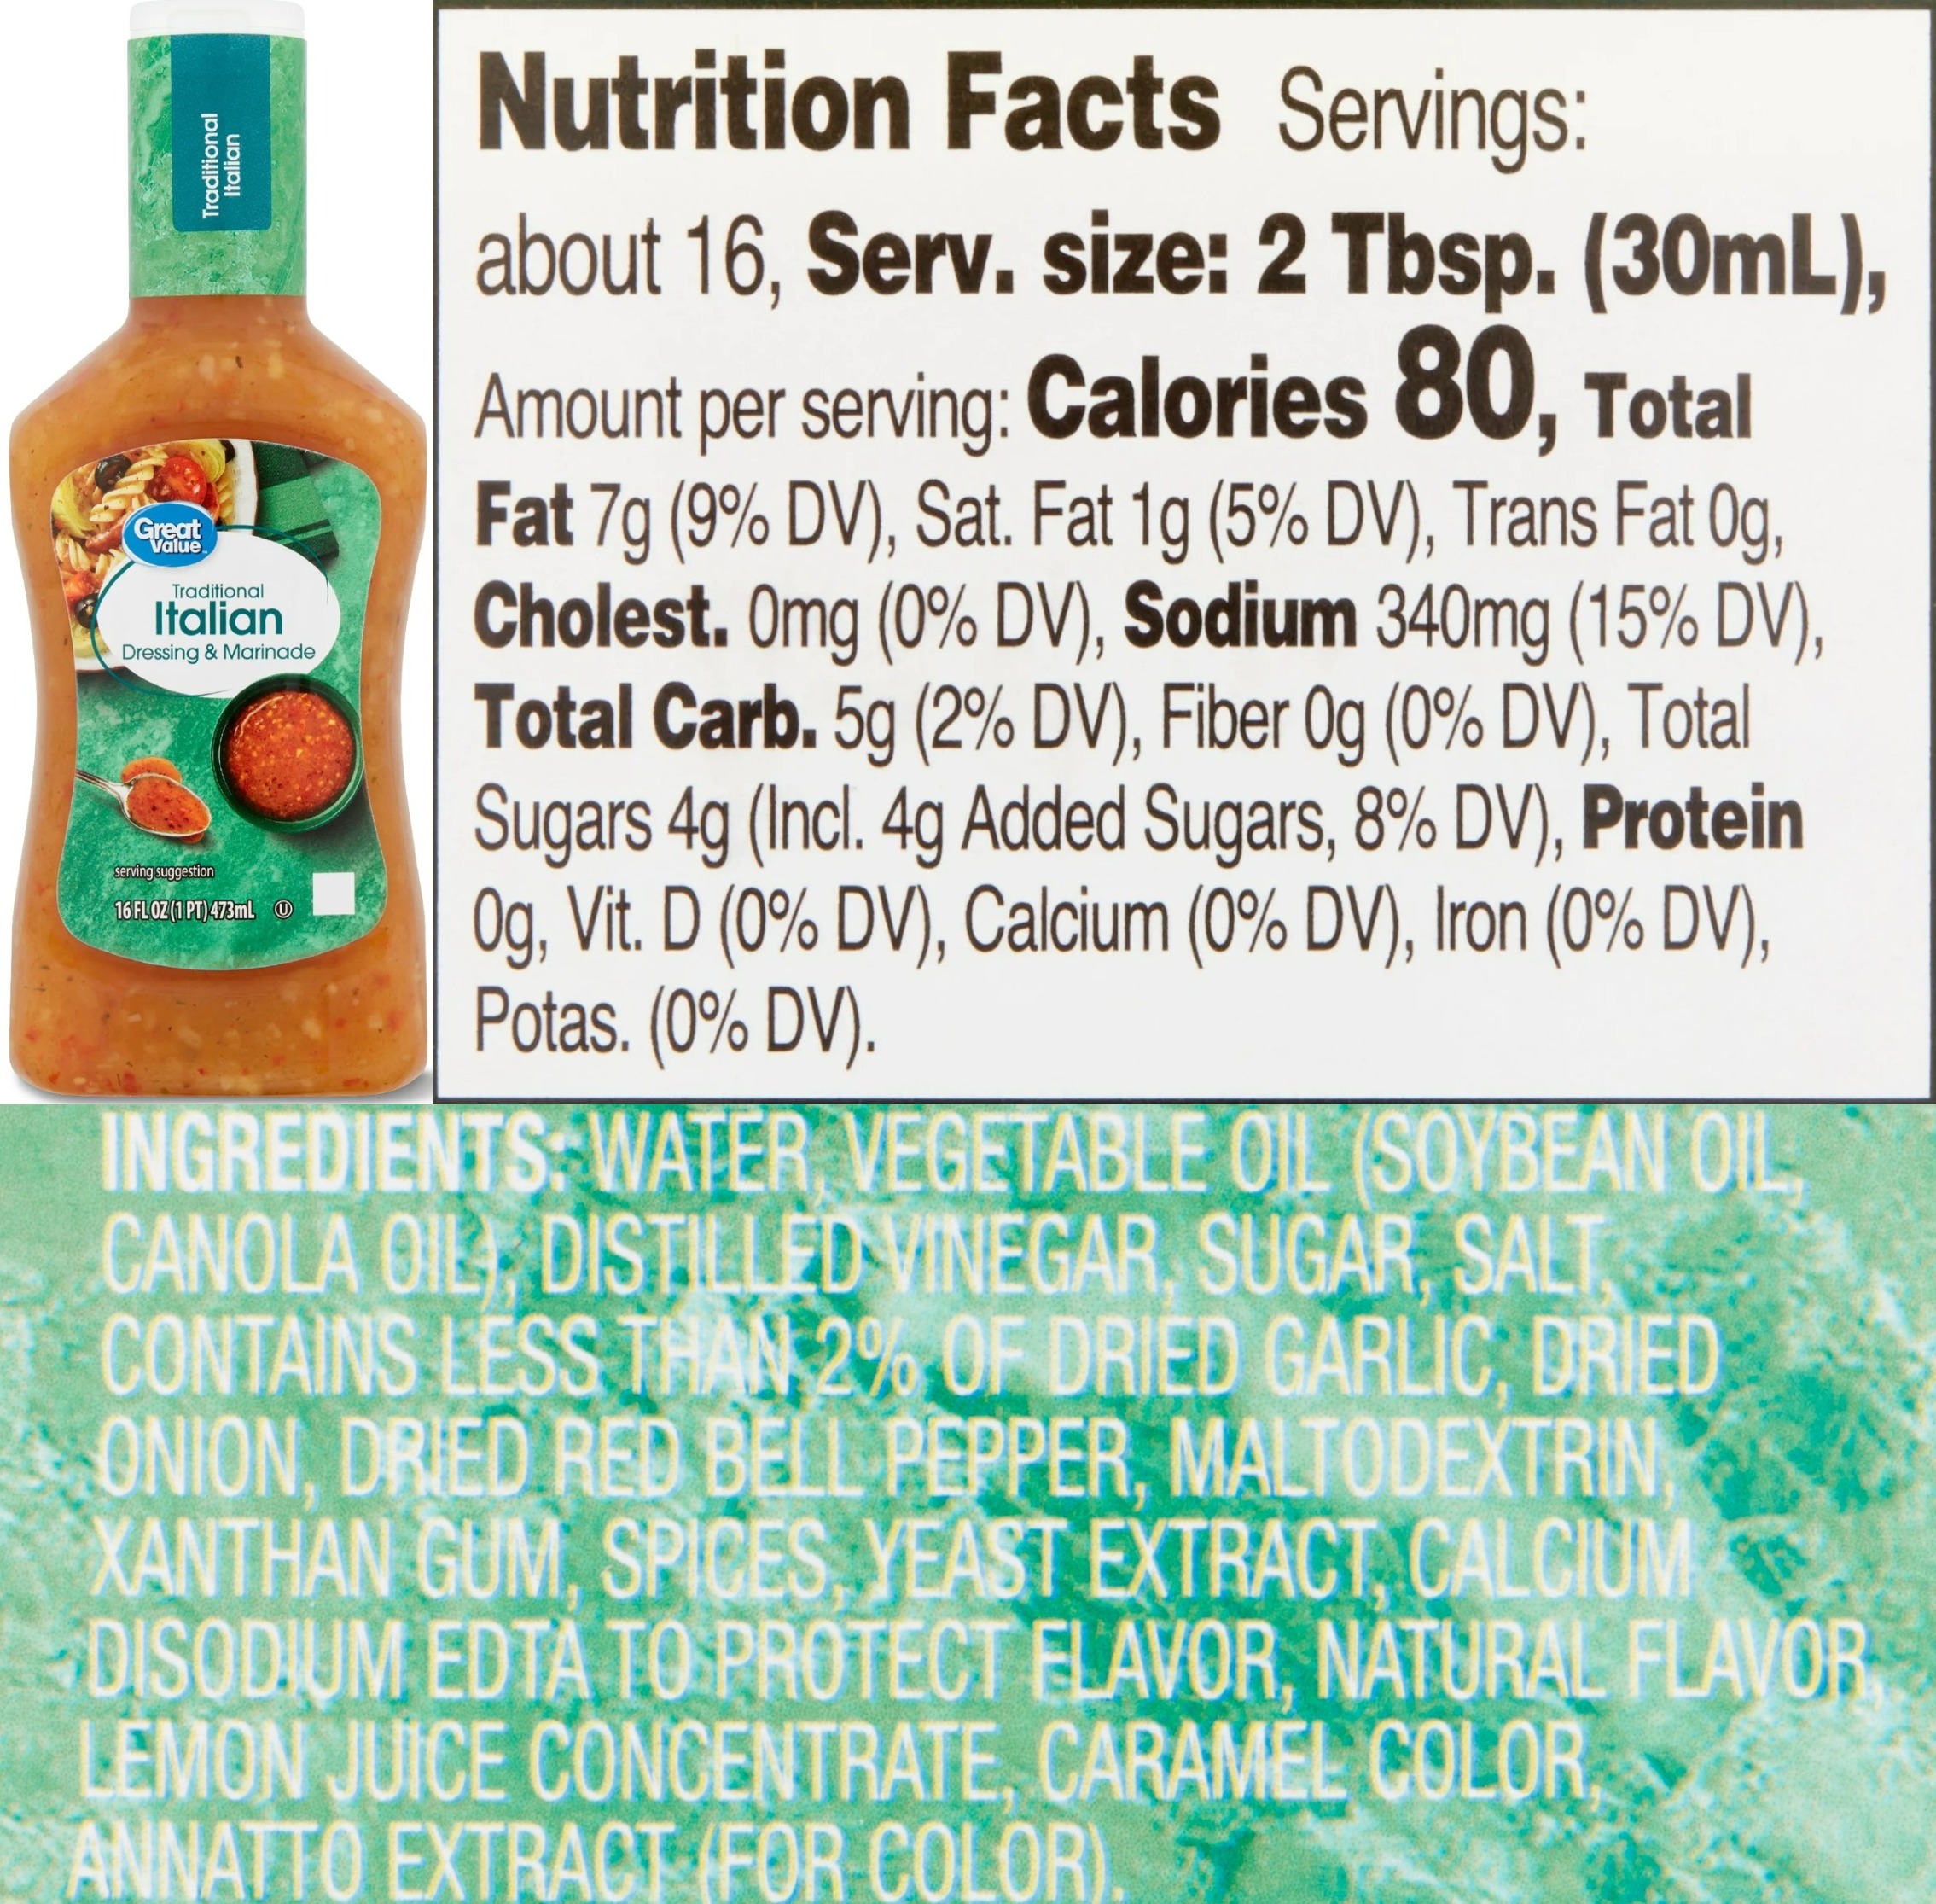 Traditional
Italian
Great
Value™
Traditional
Italian
Dressing & Marinade
serving suggestion
16 FL OZ (1 PT) 473mL Ⓤ
Nutrition Facts Servings:
about 16, Serv. size: 2 Tbsp. (30mL),
Amount per serving: Calories 80, Total
Fat 7g (9% DV), Sat. Fat 1g (5% DV), Trans Fat 0g,
Cholest. 0mg (0% DV), Sodium 340mg (15% DV),
Total Carb. 5g (2% DV), Fiber 0g (0% DV), Total
Sugars 4g (Incl. 4g Added Sugars, 8% DV), Protein
0g, Vit. D (0% DV), Calcium (0% DV), Iron (0% DV),
Potas. (0% DV).
INGREDIENTS: WATER, VEGETABLE OIL (SOYBEAN OIL,
CANOLA OIL), DISTILLED VINEGAR, SUGAR, SALT,
CONTAINS LESS THAN 2% OF DRIED GARLIC, DRIED
ONION, DRIED RED BELL PEPPER, MALTODEXTRIN,
XANTHAN GUM, SPICES, YEAST EXTRACT, CALCIUM
DISODIUM EDTA TO PROTECT FLAVOR, NATURAL FLAVOR,
LEMON JUICE CONCENTRATE, CARAMEL COLOR,
ANNATTO EXTRACT (FOR COLOR).